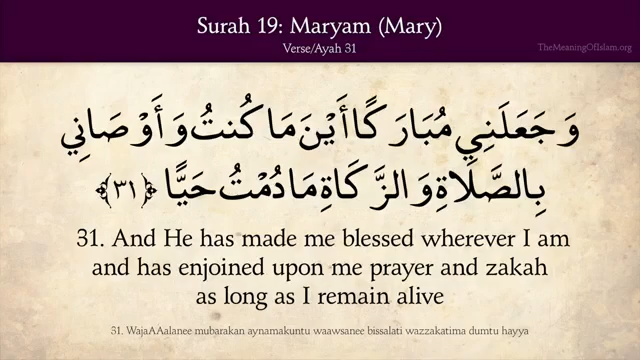 Surah 19: Maryam (Mary)
Verse/Ayah 31
TheMeaningOfIslam.org
وَجَعَلَنِي مُبَارَكًا أَيْنَ مَا كُنتُ وَأَوْصَانِي
بِالصَّلَاةِ وَالزَّكَاةِ مَا دُمْتُ حَيًّا ﴿٣١﴾
31. And He has made me blessed wherever I am
and has enjoined upon me prayer and zakah
as long as I remain alive
31. WajaAAalanee mubarakan aynamakuntu waawsanee bissalati wazzakatima dumtu hayya